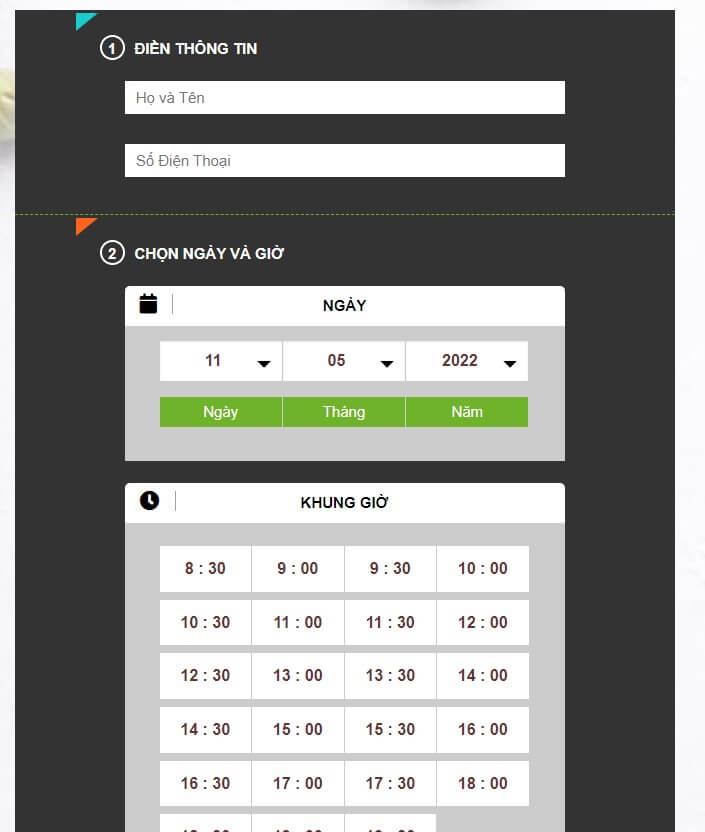 1 ĐIỀN THÔNG TIN
Họ và Tên
Số Điện Thoại
2 CHỌN NGÀY VÀ GIỜ
NGÀY
11 05 2022
Ngày Tháng Năm
KHUNG GIỜ
8 : 30 9 : 00 9 : 30 10 : 00
10 : 30 11 : 00 11 : 30 12 : 00
12 : 30 13 : 00 13 : 30 14 : 00
14 : 30 15 : 00 15 : 30 16 : 00
16 : 30 17 : 00 17 : 30 18 : 00